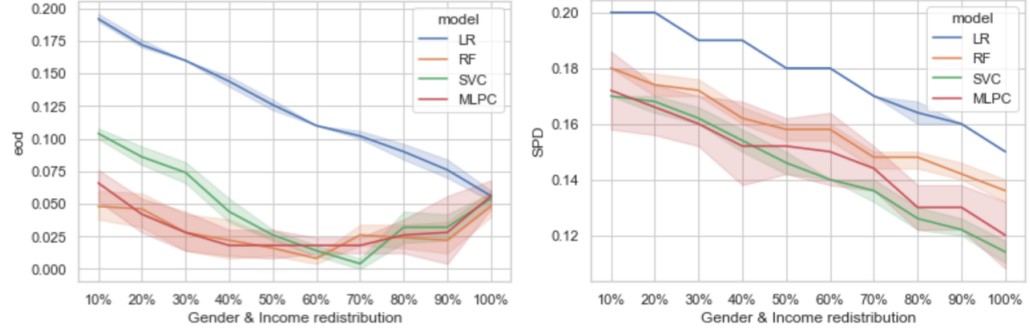 0.200
0.175
0.150
0.125
0.100
0.075
0.050
0.025
0.000
eod
model
LR
RF
SVC
MLPC
10% 20% 30% 40% 50% 60% 70% 80% 90% 100%
Gender & Income redistribution
0.20
0.18
0.16
0.14
0.12
SPD
model
LR
RF
SVC
MLPC
10% 20% 30% 40% 50% 60% 70% 80% 90% 100%
Gender & Income redistribution